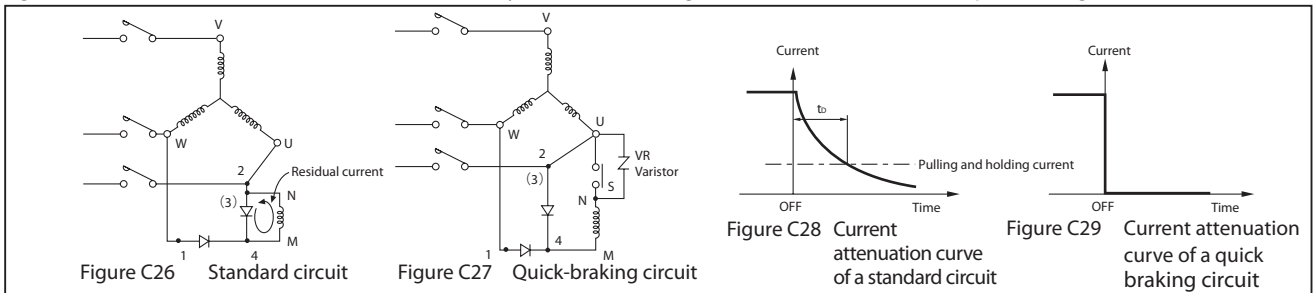 V
W
U
2
(3)
Residual current
N
M
1
4
Figure C26 Standard circuit
V
W
U
2
(3)
VR
Varistor
S
N
M
1
4
Figure C27 Quick-braking circuit
Current
tD
Pulling and holding current
OFF
Time
Figure C28 Current
attenuation curve
of a standard circuit
Current
OFF
Time
Figure C29 Current attenuation
curve of a quick
braking circuit